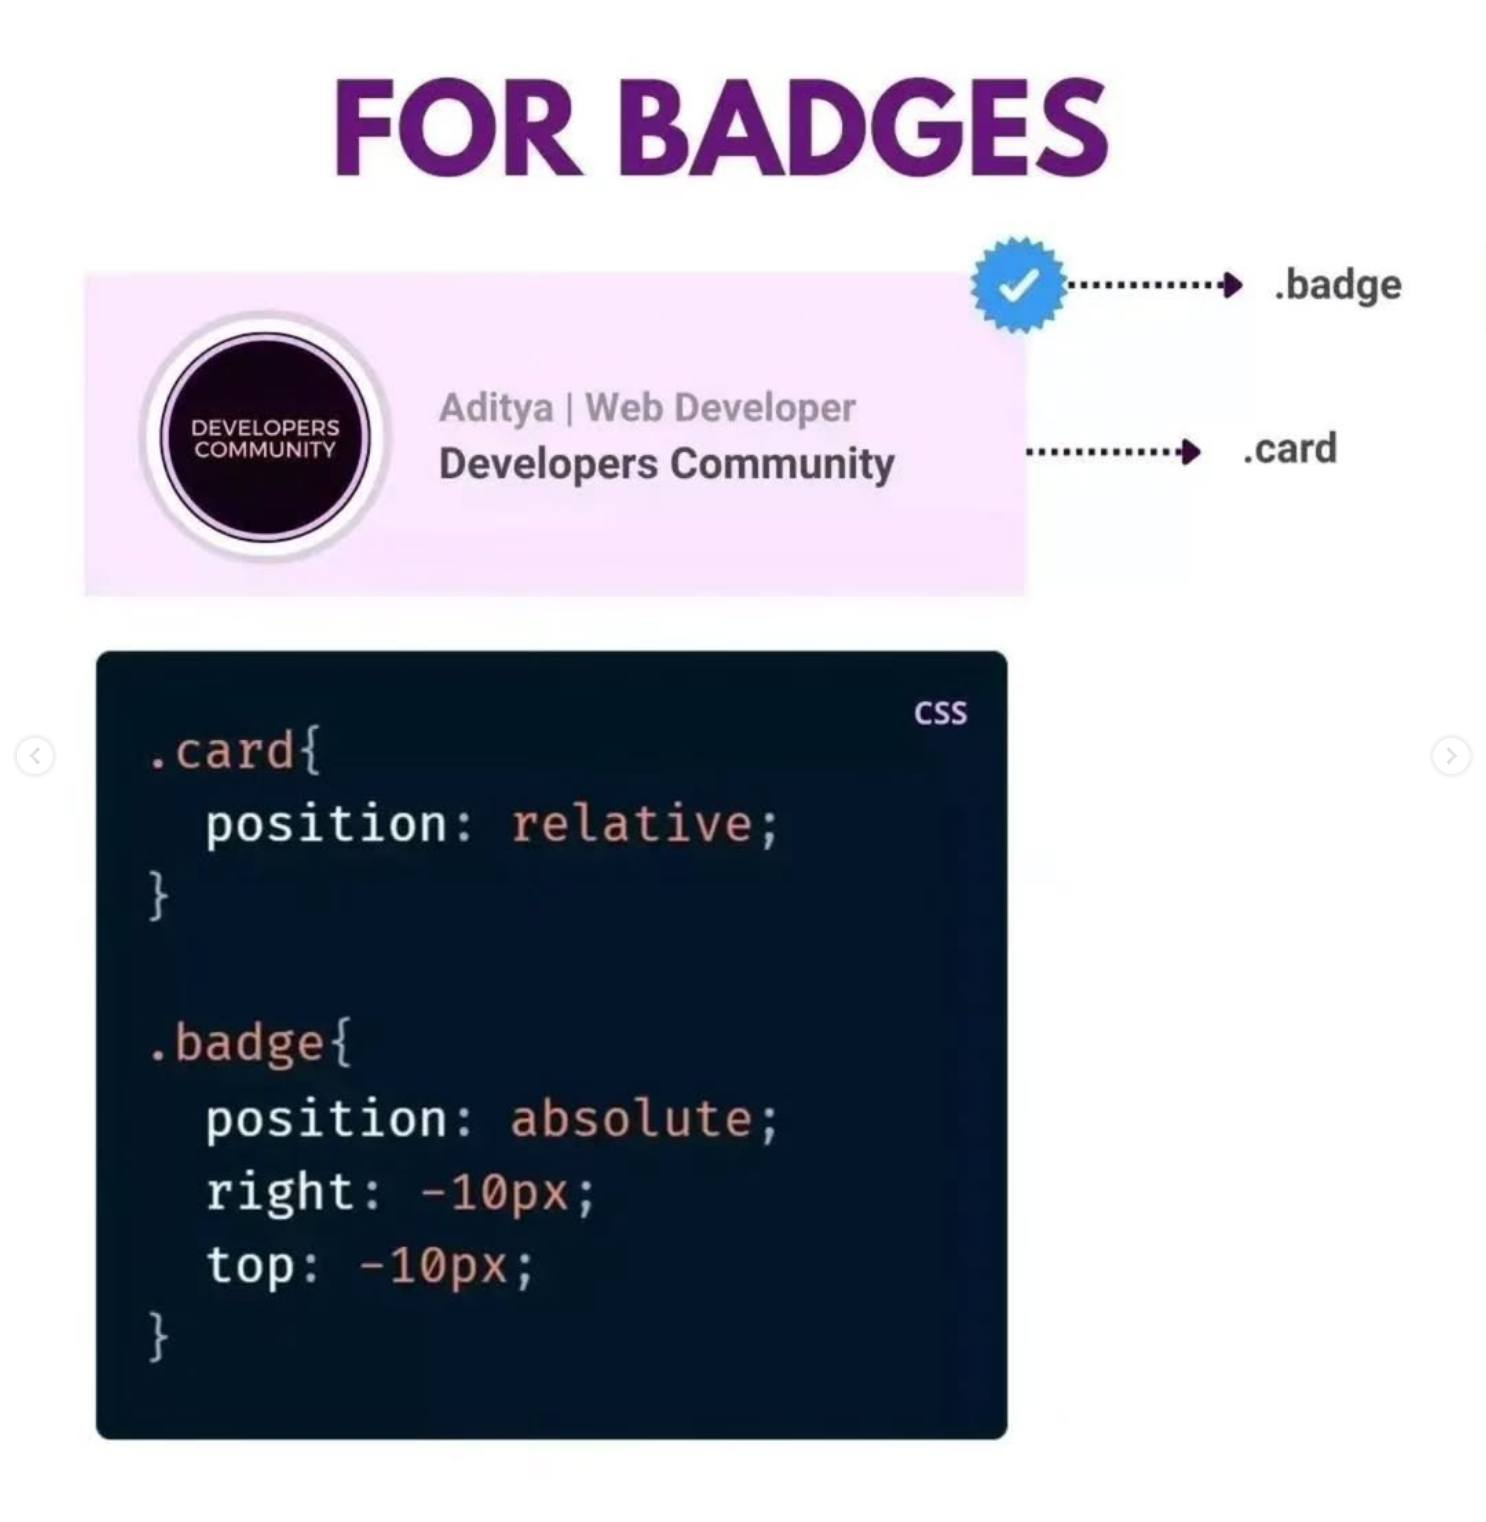 FOR BADGES
.badge
DEVELOPERS
COMMUNITY
Aditya | Web Developer
Developers Community
.card
CSS
.card{
  position: relative;
}
.badge{
  position: absolute;
  right: -10px;
  top: -10px;
}